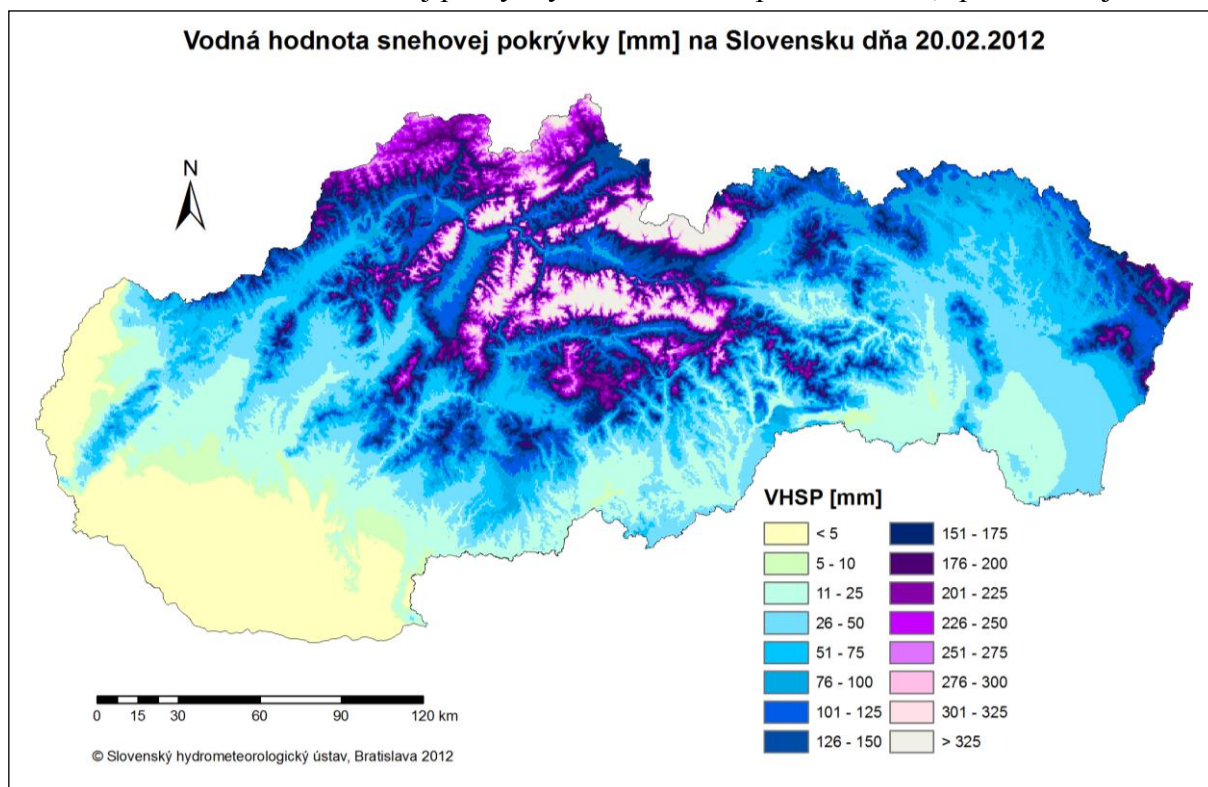 Vodná hodnota snehovej pokrývky [mm] na Slovensku dňa 20.02.2012
N
VHSP [mm]
< 5
5 - 10
11 - 25
26 - 50
51 - 75
76 - 100
101 - 125
126 - 150
151 - 175
176 - 200
201 - 225
226 - 250
251 - 275
276 - 300
301 - 325
> 325
0 15 30 60 90 120 km
© Slovenský hydrometeorologický ústav, Bratislava 2012